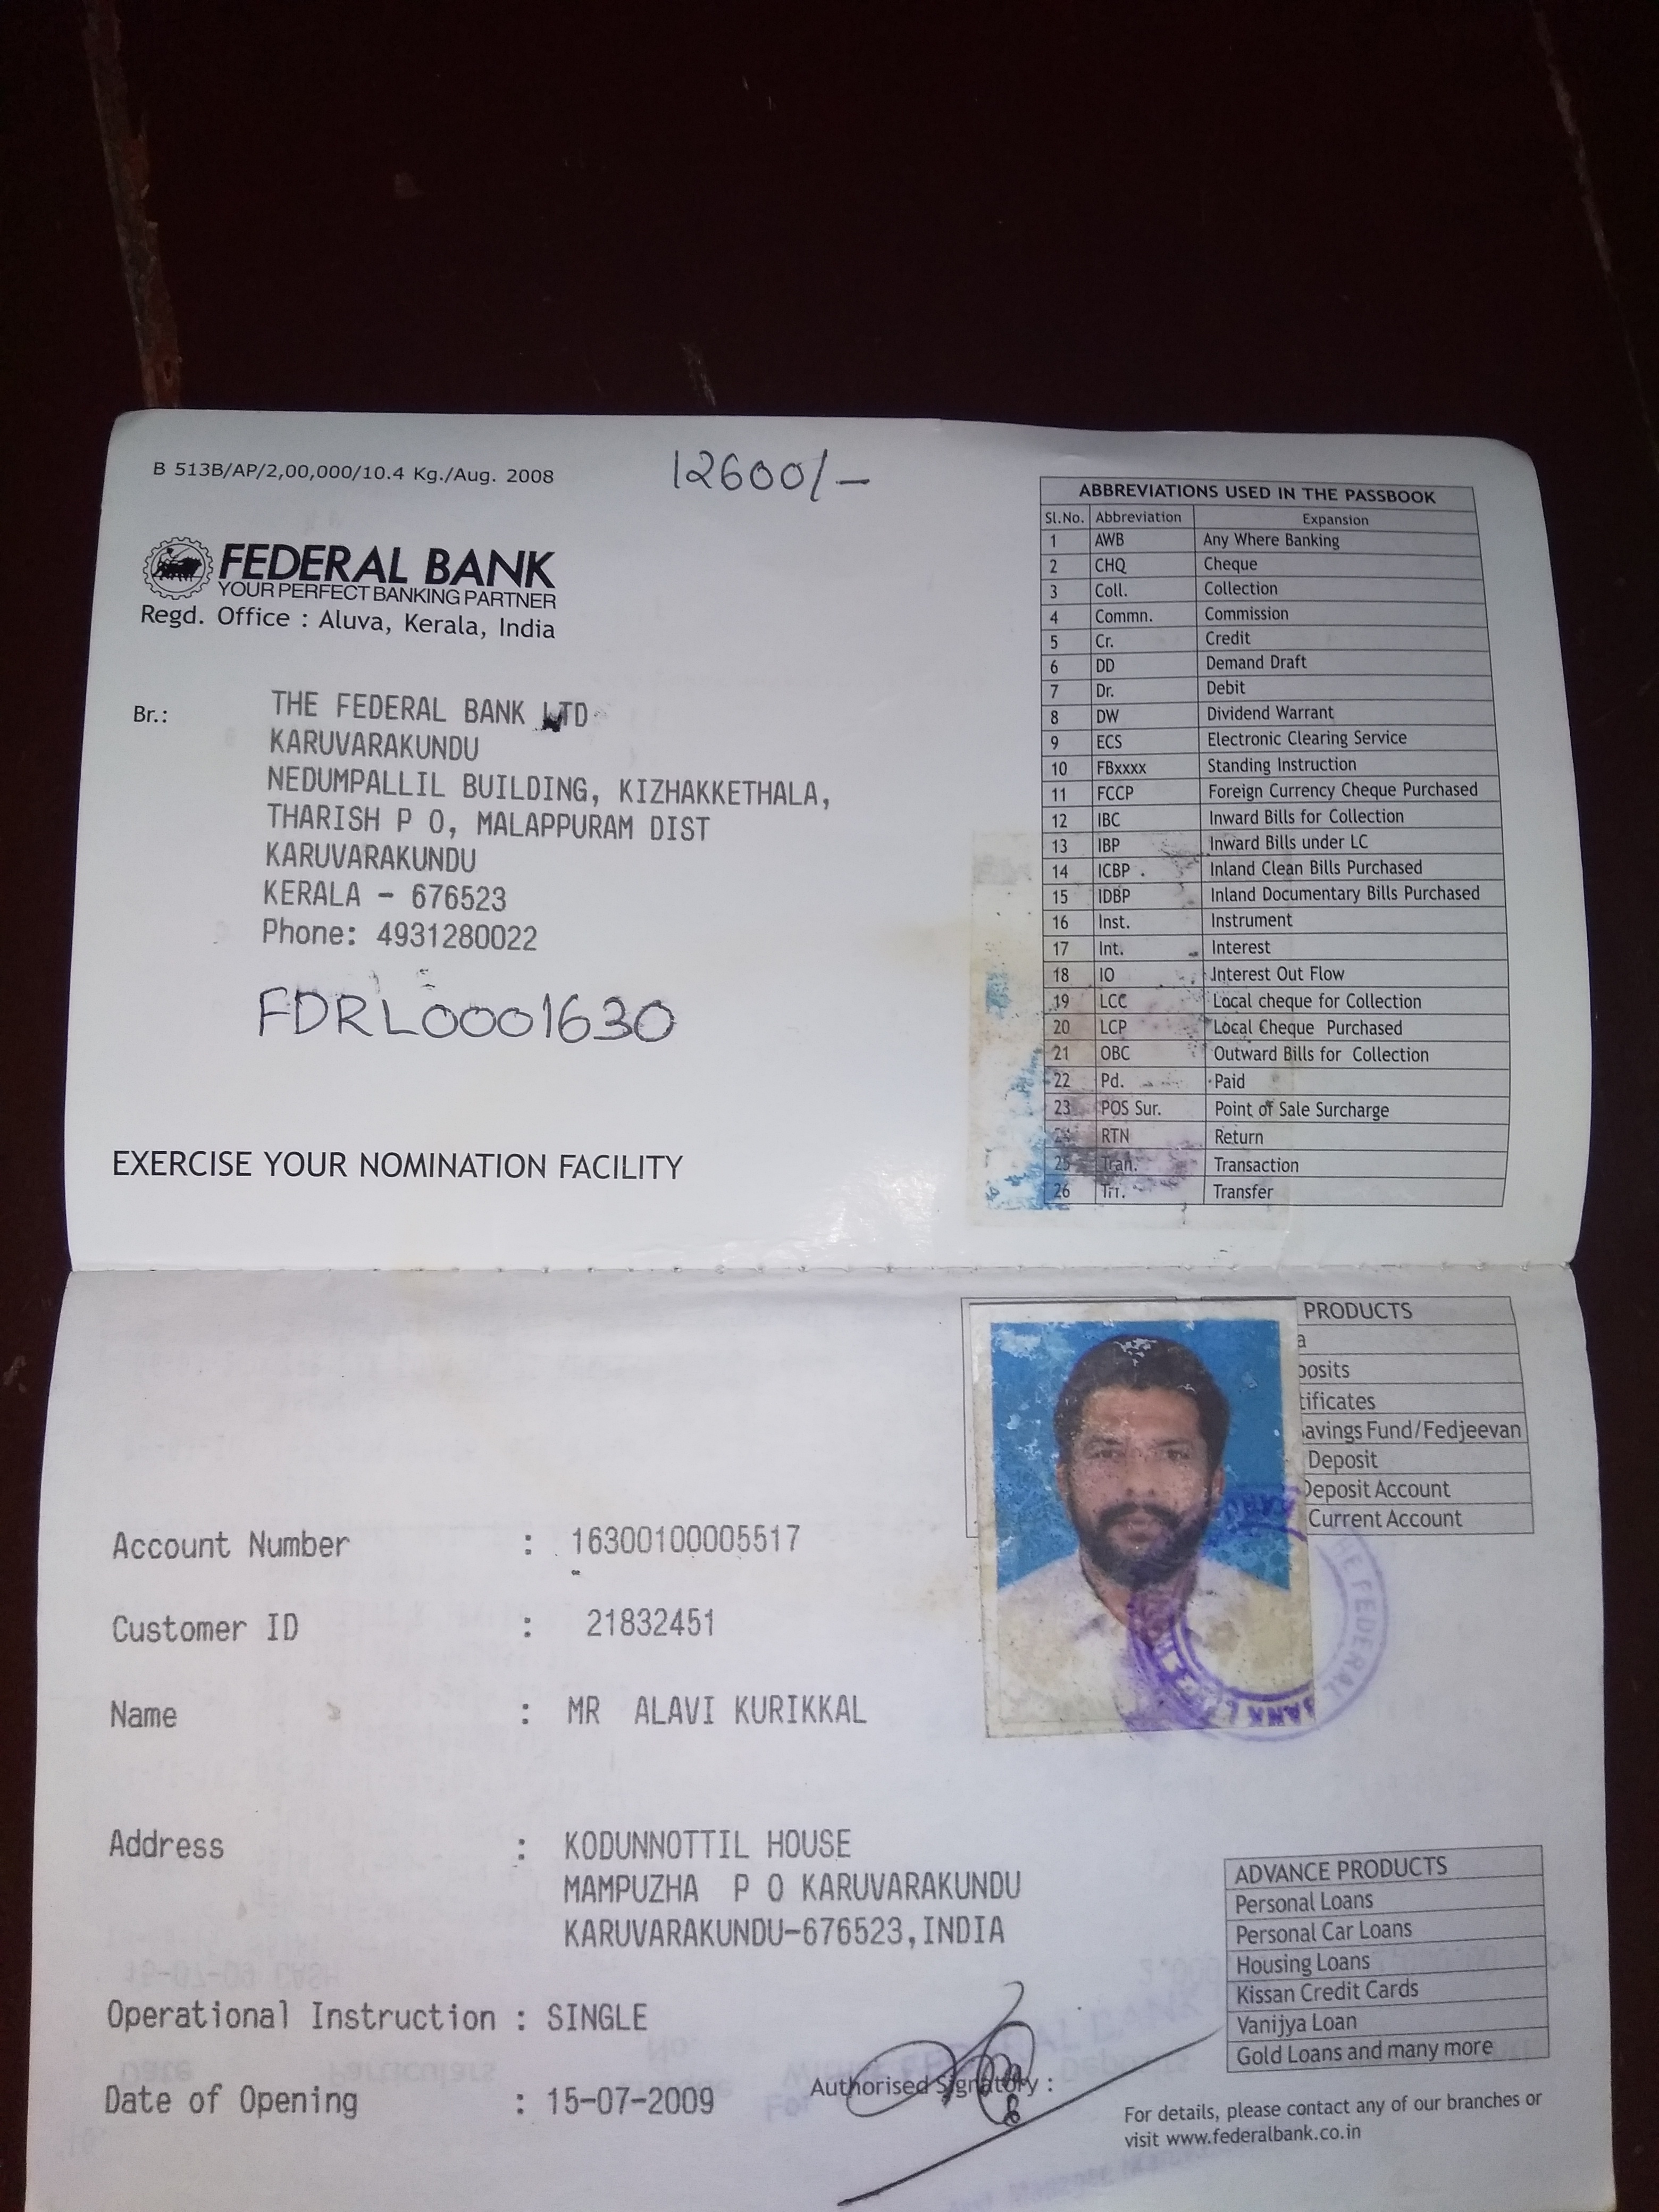 B 513B/AP/2,00,000/10.4 Kg./Aug. 2008
12600/-
FEDERAL BANK
YOUR PERFECT BANKING PARTNER
Regd. Office : Aluva, Kerala, India
Br.: THE FEDERAL BANK LTD
KARUVARAKUNDU
NEDUMPALLIL BUILDING, KIZHAKKETHALA,
THARISH P O, MALAPPURAM DIST
KARUVARAKUNDU
KERALA - 676523
Phone: 4931280022
FDRL0001630
EXERCISE YOUR NOMINATION FACILITY
ABBREVIATIONS USED IN THE PASSBOOK
Sl.No. Abbreviation Expansion
1 AWB Any Where Banking
2 CHQ Cheque
3 Coll. Collection
4 Commn. Commission
5 Cr. Credit
6 DD Demand Draft
7 Dr. Debit
8 DW Dividend Warrant
9 ECS Electronic Clearing Service
10 FBxxxx Standing Instruction
11 FCCP Foreign Currency Cheque Purchased
12 IBC Inward Bills for Collection
13 IBP Inward Bills under LC
14 ICBP Inland Clean Bills Purchased
15 IDBP Inland Documentary Bills Purchased
16 Inst. Instrument
17 Int. Interest
18 IO Interest Out Flow
19 LCC Local cheque for Collection
20 LCP Local Cheque Purchased
21 OBC Outward Bills for Collection
22 Pd. Paid
23 POS Sur. Point of Sale Surcharge
24 RTN Return
25 Tran. Transaction
26 Trf. Transfer
PRODUCTS
a
posits
tificates
avings Fund/Fedjeevan
Deposit
Deposit Account
Current Account
THE FEDERAL BANK
Account Number : 16300100005517
Customer ID : 21832451
Name : MR ALAVI KURIKKAL
Address : KODUNNOTTIL HOUSE
MAMPUZHA P O KARUVARAKUNDU
KARUVARAKUNDU-676523,INDIA
Operational Instruction : SINGLE
Date of Opening : 15-07-2009
Authorised Signatory :
ADVANCE PRODUCTS
Personal Loans
Personal Car Loans
Housing Loans
Kissan Credit Cards
Vanijya Loan
Gold Loans and many more
For details, please contact any of our branches or
visit www.federalbank.co.in